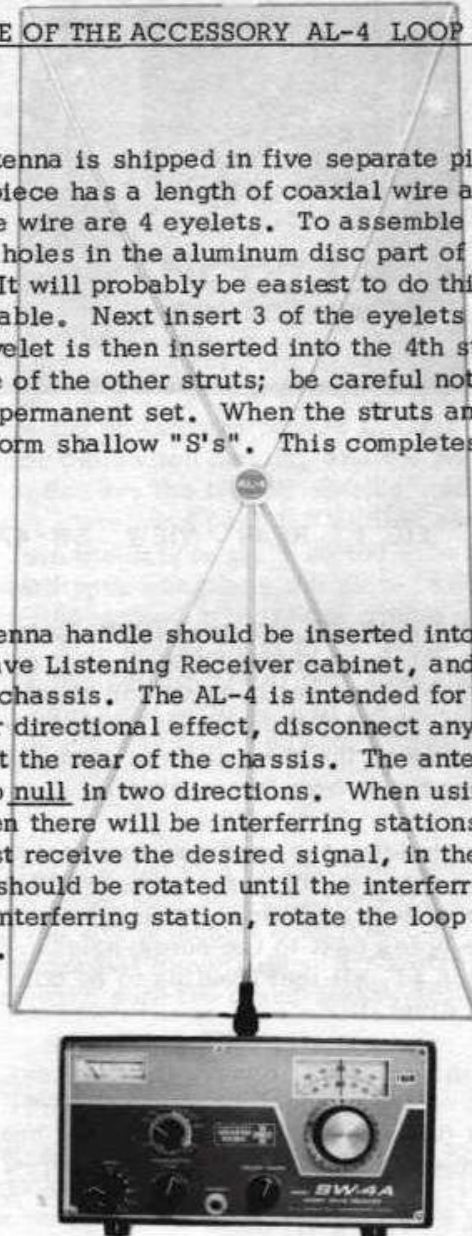 E OF THE ACCESSORY AL-4 LOOP
tenna is shipped in five separate pi
piece has a length of coaxial wire a
e wire are 4 eyelets. To assemble
holes in the aluminum disc part of
It will probably be easiest to do thi
able. Next insert 3 of the eyelets
yelet is then inserted into the 4th s
e of the other struts; be careful not
permanent set. When the struts an
orm shallow "S's". This completes
AL-4
tenna handle should be inserted into
ave Listening Receiver cabinet, and
chassis. The AL-4 is intended for
r directional effect, disconnect any
t the rear of the chassis. The ante
o null in two directions. When usi
en there will be interferring stations
st receive the desired signal, in the
should be rotated until the interferr
nterferring station, rotate the loop
.
SW-4A